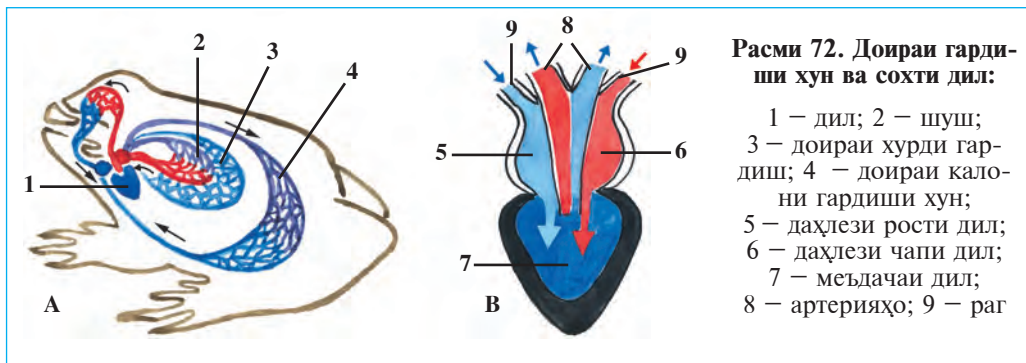 2
3
4
1
А
9
8
9
5
6
7
В
Расми 72. Доираи гарди-
ши хун ва сохти дил:
1 – дил; 2 – шуш;
3 – доираи хурди гар-
диш; 4 – доираи кало-
ни гардиши хун;
5 – даҳлези рости дил;
6 – даҳлези чапи дил;
7 – меъдачаи дил;
8 – артерияҳо; 9 – раг